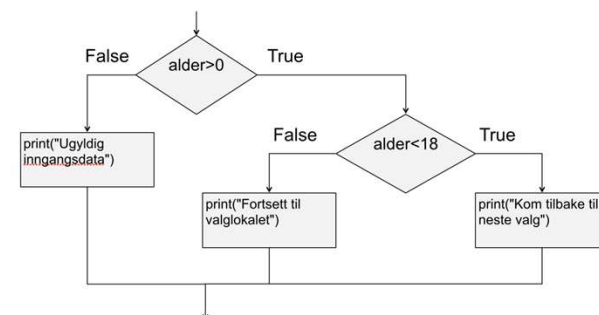 False
alder>0
True
print("Ugyldig
inngangsdata")
False
alder<18
True
print("Fortsett til
valglokalet")
print("Kom tilbake til
neste valg")